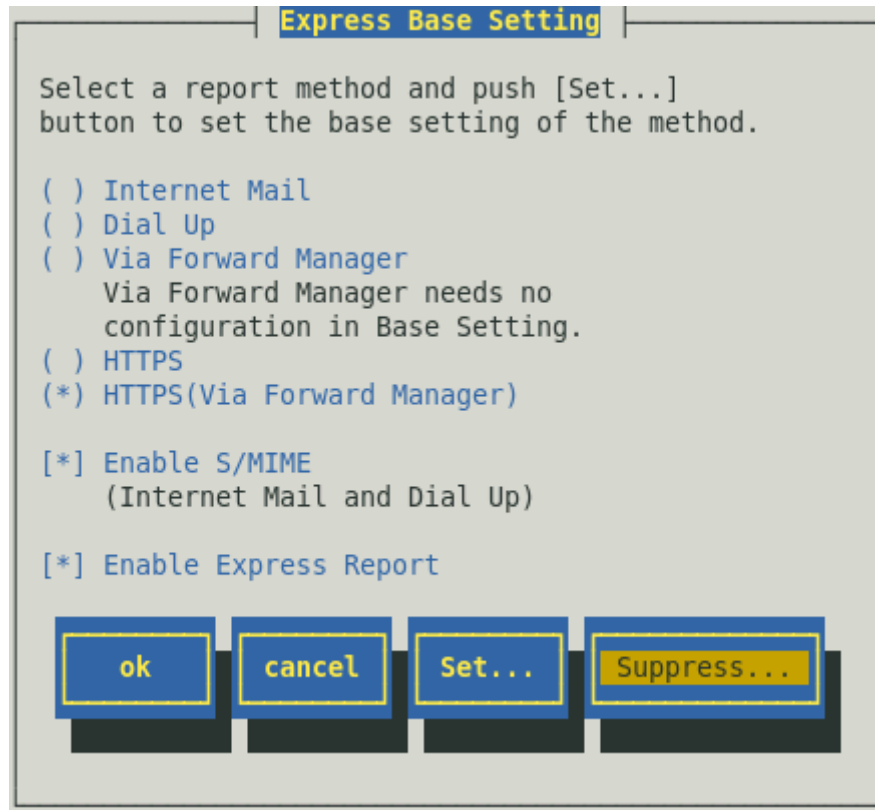 Express Base Setting
Select a report method and push [Set...]
button to set the base setting of the method.
( ) Internet Mail
( ) Dial Up
( ) Via Forward Manager
Via Forward Manager needs no
configuration in Base Setting.
( ) HTTPS
(*) HTTPS(Via Forward Manager)
[*] Enable S/MIME
(Internet Mail and Dial Up)
[*] Enable Express Report
ok cancel Set... Suppress...